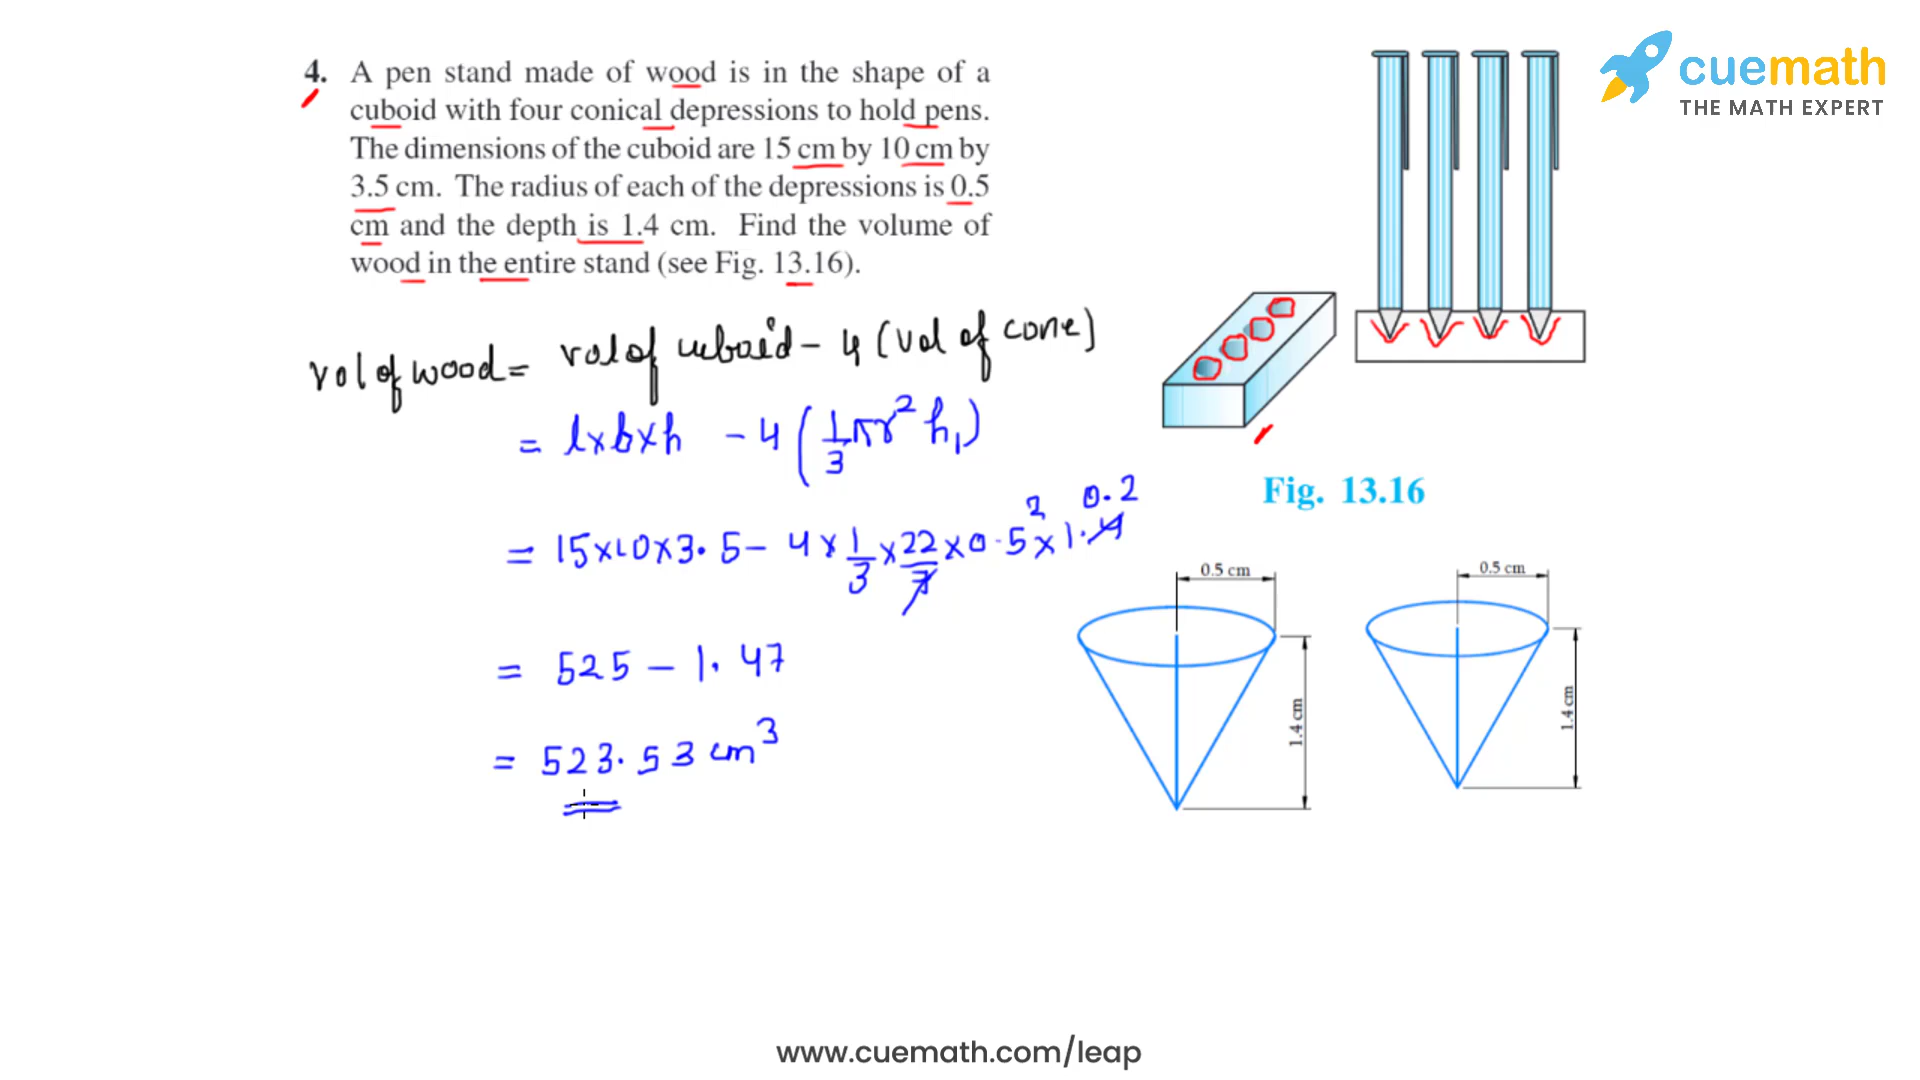 4. A pen stand made of wood is in the shape of a
cuboid with four conical depressions to hold pens.
The dimensions of the cuboid are 15 cm by 10 cm by
3.5 cm. The radius of each of the depressions is 0.5
cm and the depth is 1.4 cm. Find the volume of
wood in the entire stand (see Fig. 13.16).
cuemath
THE MATH EXPERT
vol of wood = vol of cuboid - 4 (vol of cone)
= l×b×h - 4 (1/3 πr² h₁)
= 15×10×3.5 - 4 × 1/3 × 22/7 × 0.5² × 1.4 0.2
= 525 - 1.47
= 523.53 cm³
Fig. 13.16
0.5 cm
1.4 cm
0.5 cm
1.4 cm
www.cuemath.com/leap